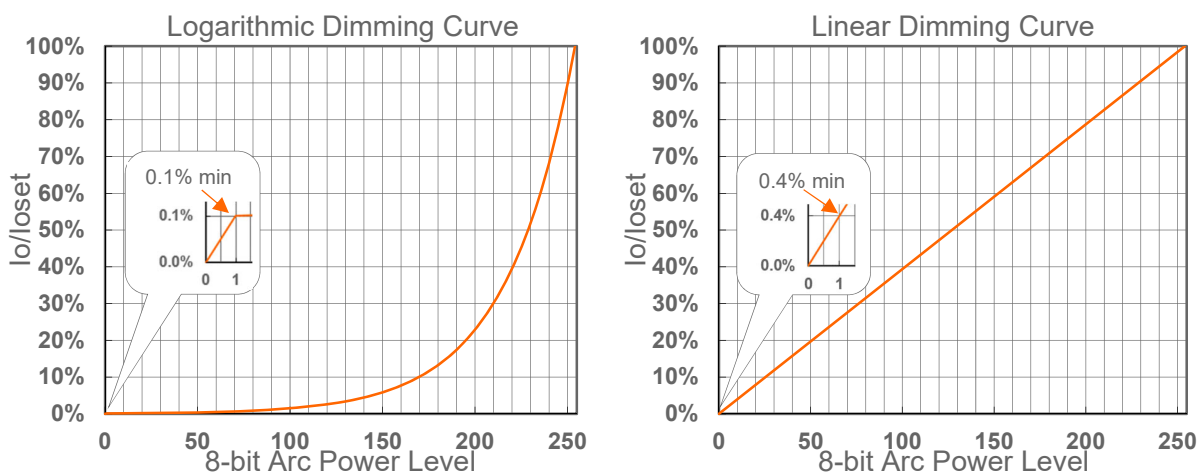 Logarithmic Dimming Curve
100%
90%
80%
70%
60%
50%
40%
30%
20%
10%
0%
Io/Ioset
0.1% min
0.1%
0.0%
0 1
0 50 100 150 200 250
8-bit Arc Power Level
Linear Dimming Curve
100%
90%
80%
70%
60%
50%
40%
30%
20%
10%
0%
Io/Ioset
0.4% min
0.4%
0.0%
0 1
0 50 100 150 200 250
8-bit Arc Power Level